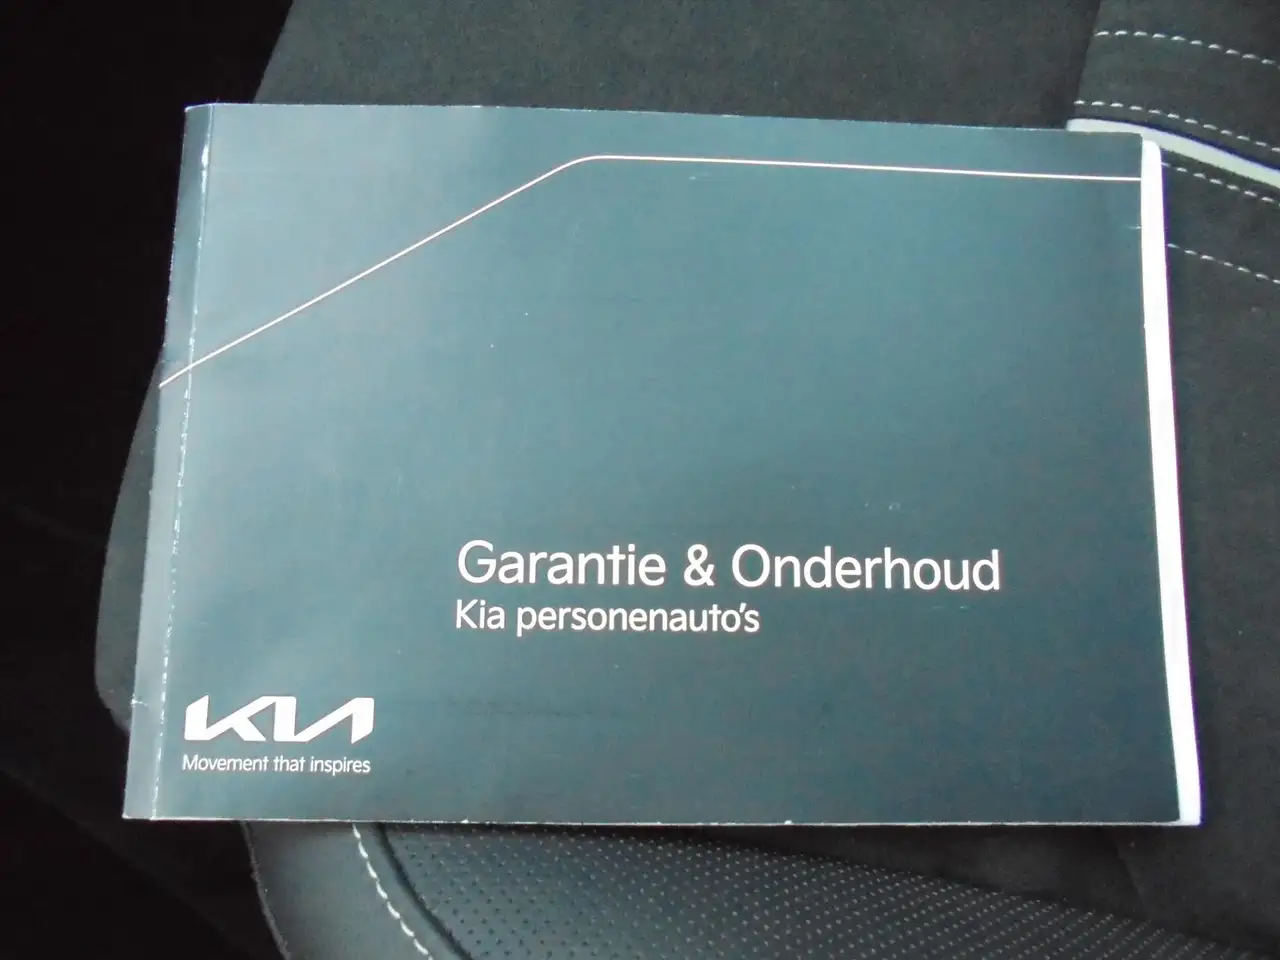 Garantie & Onderhoud
Kia personenauto's
KIA
Movement that inspires